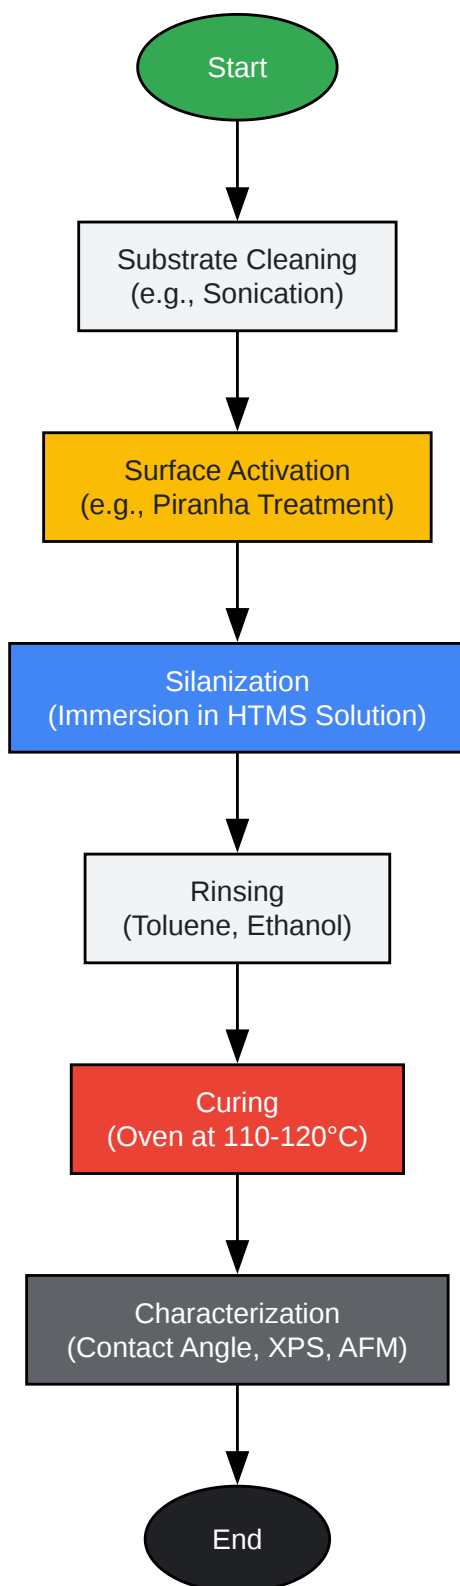 Start
Substrate Cleaning
(e.g., Sonication)
Surface Activation
(e.g., Piranha Treatment)
Silanization
(Immersion in HTMS Solution)
Rinsing
(Toluene, Ethanol)
Curing
(Oven at 110-120°C)
Characterization
(Contact Angle, XPS, AFM)
End